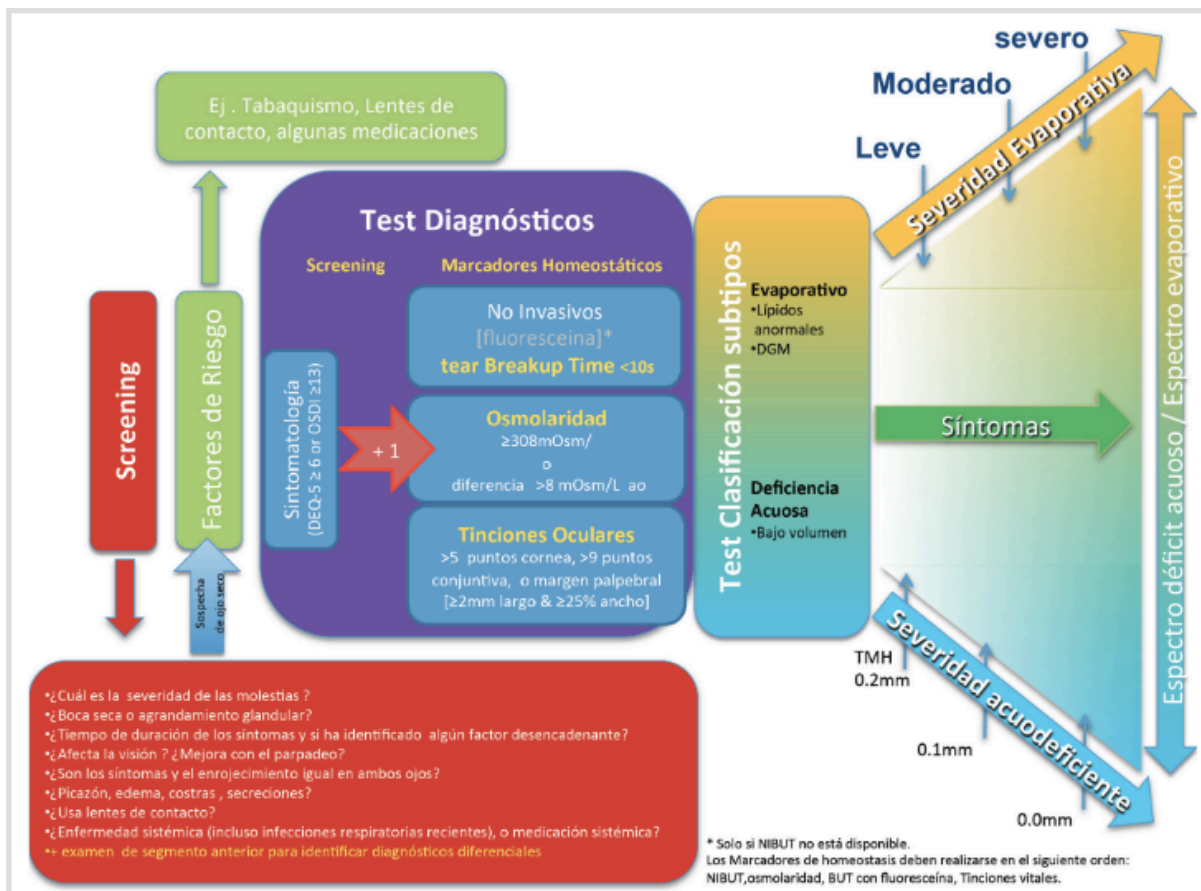 Ej . Tabaquismo, Lentes de
contacto, algunas medicaciones
Screening
Factores de Riesgo
Sospecha
de ojo seco
Test Diagnósticos
Screening
Marcadores Homeostáticos
Sintomatología
(DEQ-5 ≥ 6 or OSDI ≥13)
+ 1
No Invasivos
[fluoresceina]*
tear Breakup Time <10s
Osmolaridad
≥308mOsm/
o
diferencia >8 mOsm/L ao
Tinciones Oculares
>5 puntos cornea, >9 puntos
conjuntiva, o margen palpebral
[≥2mm largo & ≥25% ancho]
Test Clasificación subtipos
Evaporativo
•Lípidos
anormales
•DGM
Deficiencia
Acuosa
•Bajo volumen
Leve
Moderado
severo
Severidad Evaporativa
Síntomas
Severidad acuodeficiente
TMH
0.2mm
0.1mm
0.0mm
Espectro déficit acuoso / Espectro evaporativo
•¿Cuál es la severidad de las molestias ?
•¿Boca seca o agrandamiento glandular?
•¿Tiempo de duración de los síntomas y si ha identificado algún factor desencadenante?
•¿Afecta la visión ? ¿Mejora con el parpadeo?
•¿Son los síntomas y el enrojecimiento igual en ambos ojos?
•¿Picazón, edema, costras , secreciones?
•¿Usa lentes de contacto?
•¿Enfermedad sistémica (incluso infecciones respiratorias recientes), o medicación sistémica?
•+ examen de segmento anterior para identificar diagnósticos diferenciales
* Solo si NIBUT no está disponible.
Los Marcadores de homeostasis deben realizarse en el siguiente orden:
NIBUT,osmolaridad, BUT con fluoresceína, Tinciones vitales.